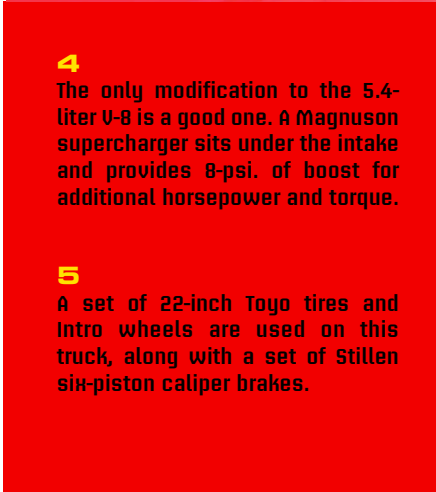 4
The only modification to the 5.4-
liter V-8 is a good one. A Magnuson
supercharger sits under the intake
and provides 8-psi. of boost for
additional horsepower and torque.
5
A set of 22-inch Toyo tires and
Intro wheels are used on this
truck, along with a set of Stillen
six-piston caliper brakes.